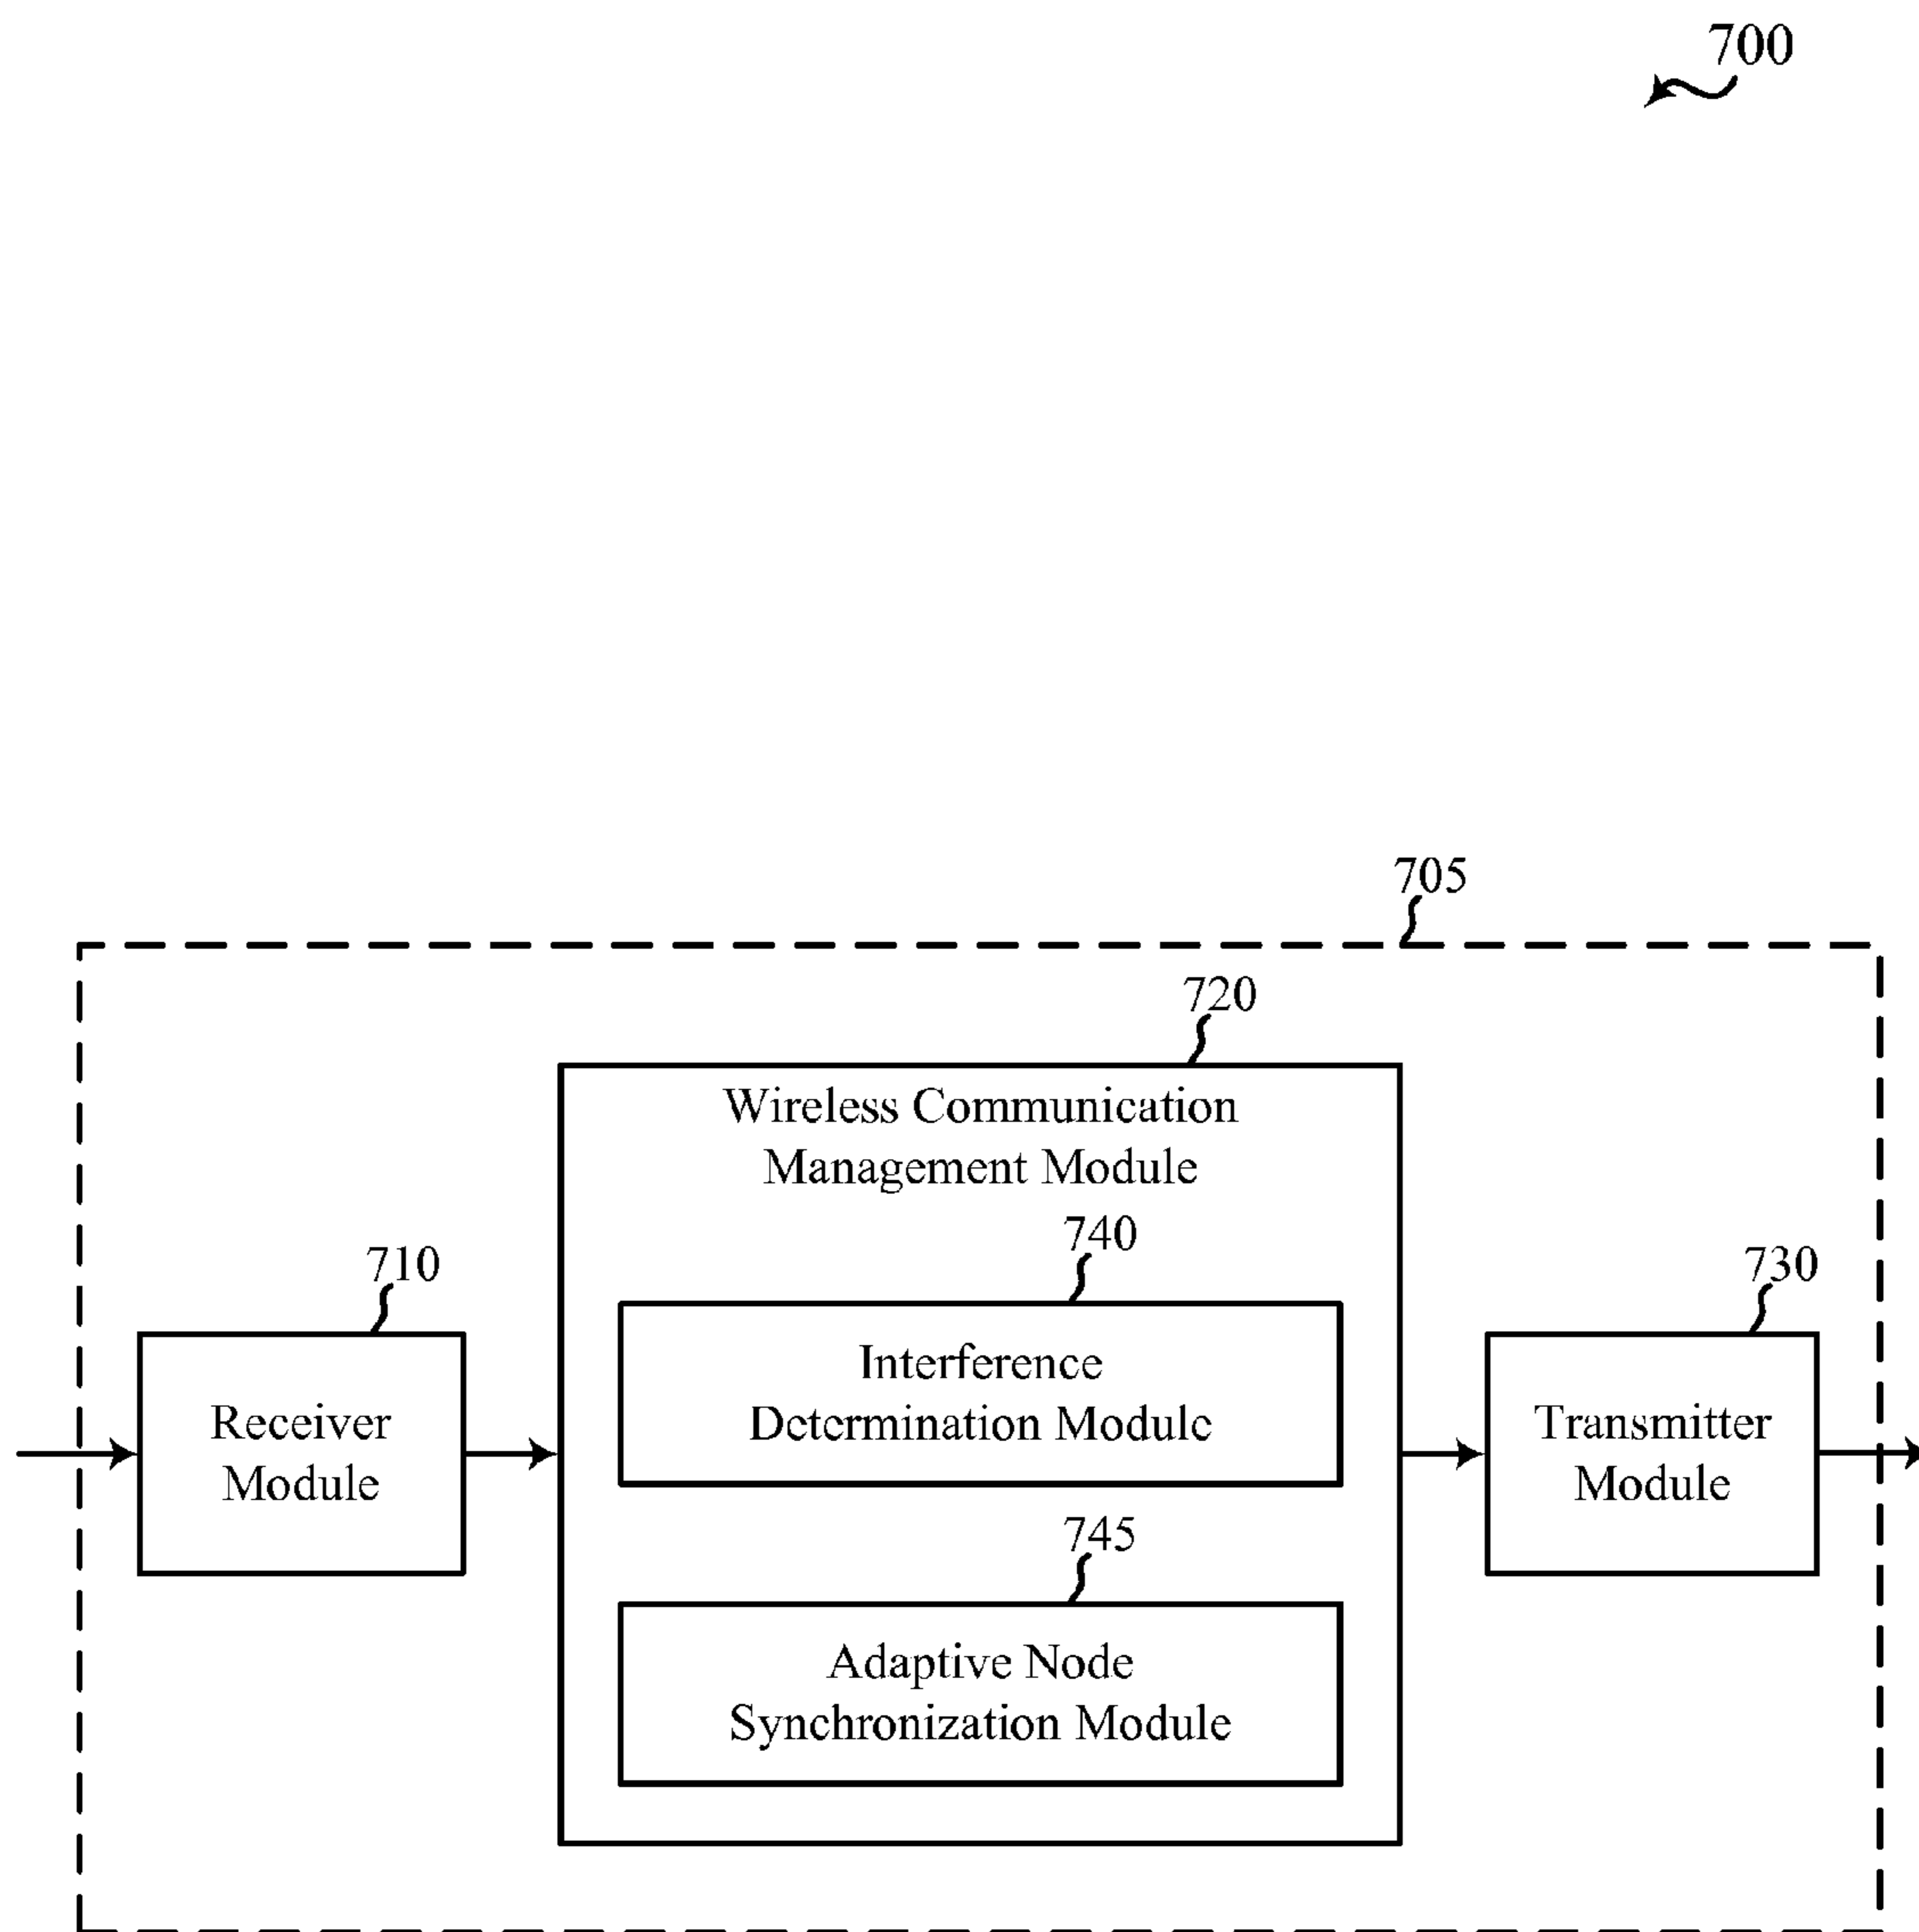 700
705
720
Wireless Communication
Management Module
740
710
730
Interference
Determination Module
Receiver
Module
Transmitter
Module
745
Adaptive Node
Synchronization Module